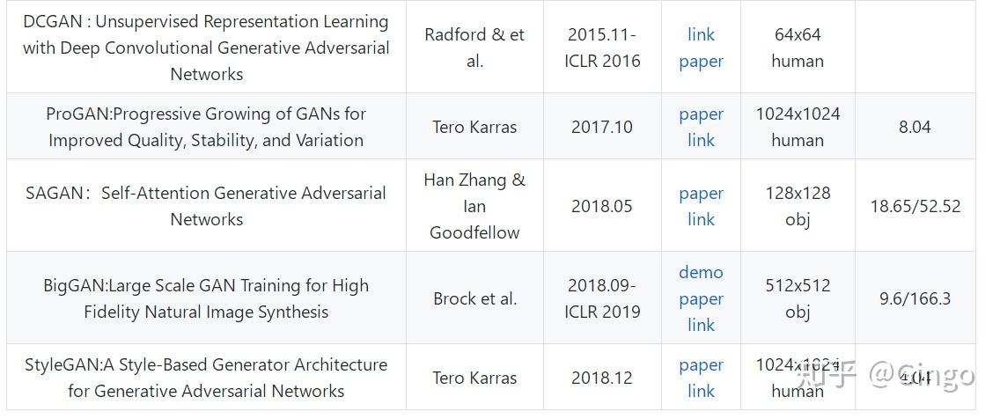 DCGAN : Unsupervised Representation Learning
with Deep Convolutional Generative Adversarial
Networks
Radford & et
al.
2015.11-
ICLR 2016
link
paper
64x64
human
ProGAN:Progressive Growing of GANs for
Improved Quality, Stability, and Variation
Tero Karras
2017.10
paper
link
1024x1024
human
8.04
SAGAN：Self-Attention Generative Adversarial
Networks
Han Zhang &
Ian
Goodfellow
2018.05
paper
link
128x128
obj
18.65/52.52
BigGAN:Large Scale GAN Training for High
Fidelity Natural Image Synthesis
Brock et al.
2018.09-
ICLR 2019
demo
paper
link
512x512
obj
9.6/166.3
StyleGAN:A Style-Based Generator Architecture
for Generative Adversarial Networks
Tero Karras
2018.12
paper
link
1024x1024
human
4.04
知乎 @Gingo